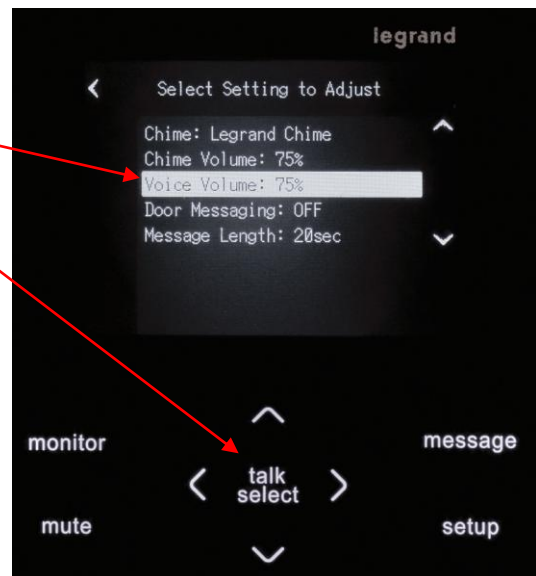 legrand
Select Setting to Adjust
Chime: Legrand Chime
Chime Volume: 75%
Voice Volume: 75%
Door Messaging: OFF
Message Length: 20sec
monitor
message
talk
select
mute
setup